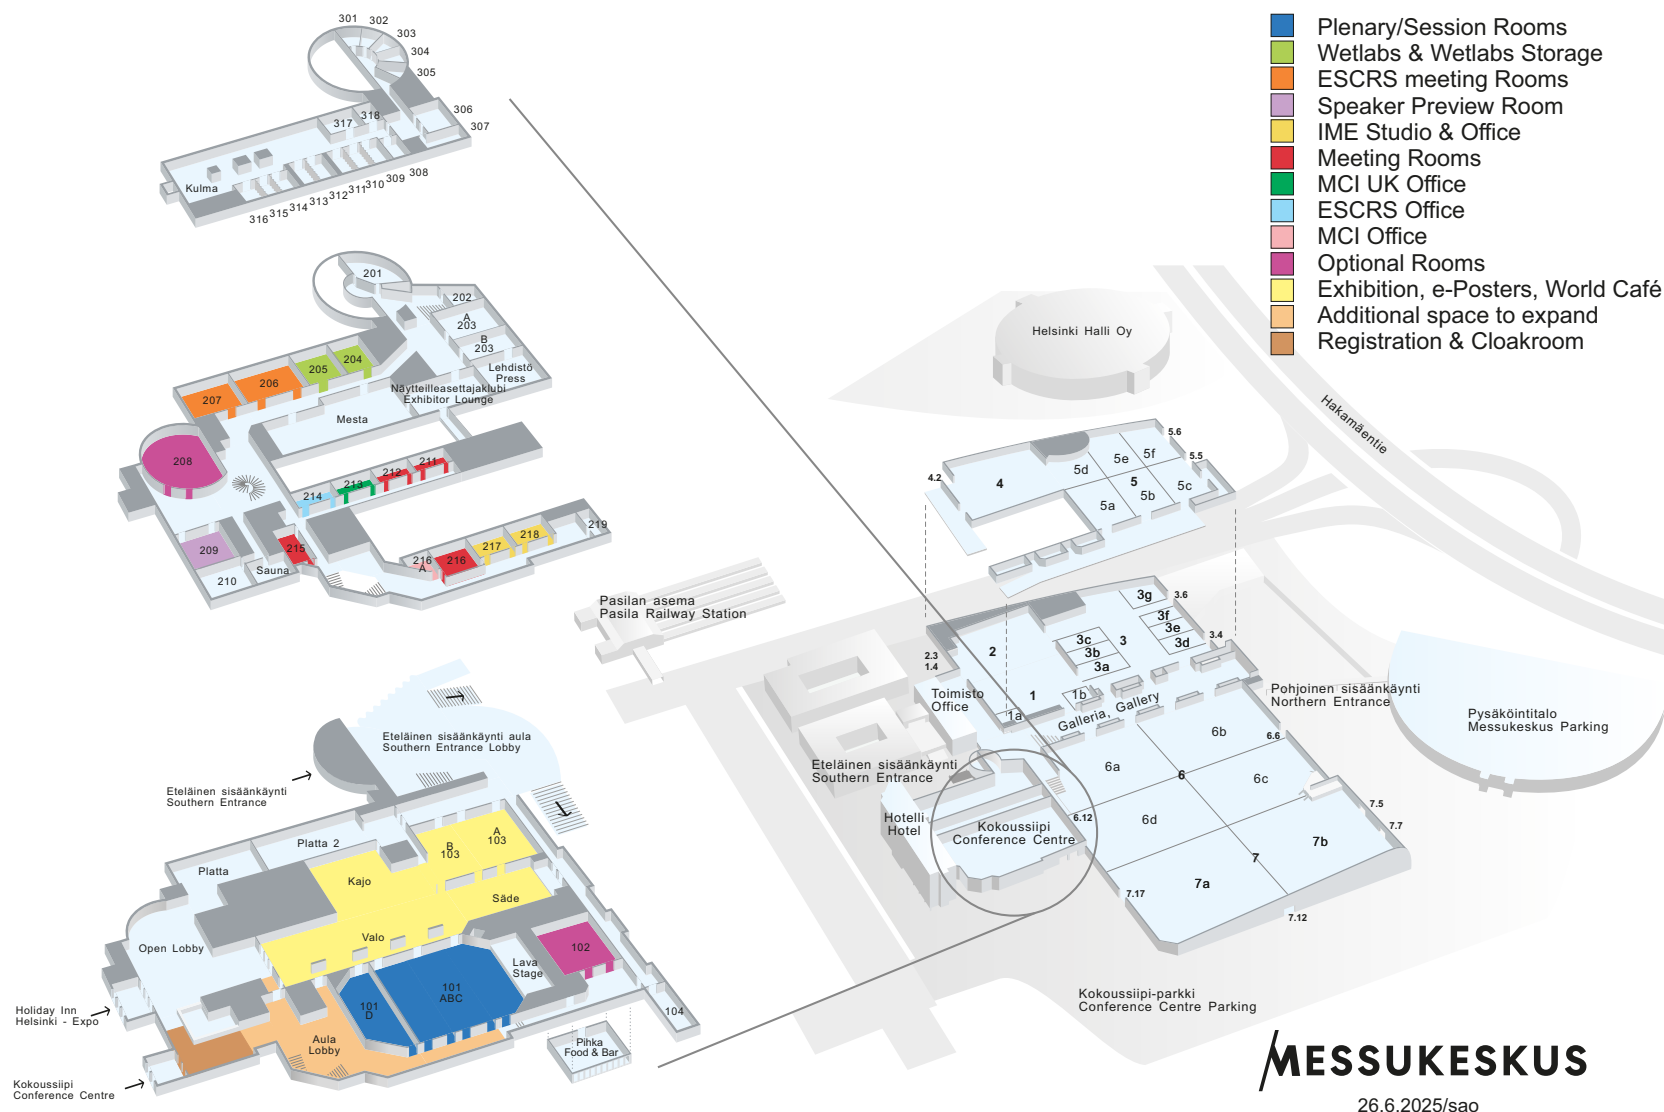 301
302
303
304
305
306
307
317
318
308
309
310
311
312
313
314
315
316
Kulma
201
202
A
203
B
203
Lehdistö
Press
204
205
206
207
Näytteilleasettajaklubi
Exhibitor Lounge
Mesta
208
211
212
213
214
215
209
210
Sauna
216
A
216
217
218
219
Eteläinen sisäänkäynti aula
Southern Entrance Lobby
Eteläinen sisäänkäynti
Southern Entrance
Platta 2
Platta
A
103
B
103
Kajo
Säde
Valo
Open Lobby
102
Lava
Stage
101
ABC
101
D
104
Aula
Lobby
Pihka
Food & Bar
Holiday Inn
Helsinki - Expo
Kokoussiipi
Conference Centre
Plenary/Session Rooms
Wetlabs & Wetlabs Storage
ESCRS meeting Rooms
Speaker Preview Room
IME Studio & Office
Meeting Rooms
MCI UK Office
ESCRS Office
MCI Office
Optional Rooms
Exhibition, e-Posters, World Café
Additional space to expand
Registration & Cloakroom
Helsinki Halli Oy
Hakamäentie
5.6
5.5
4.2
4
5
5a
5b
5c
5d
5e
5f
Pasilan asema
Pasila Railway Station
3g
3.6
3f
3e
3d
3.4
3
3c
3b
3a
2
2.3
1.4
1
1a
1b
Toimisto
Office
Galleria, Gallery
Pohjoinen sisäänkäynti
Northern Entrance
Pysäköintitalo
Messukeskus Parking
Eteläinen sisäänkäynti
Southern Entrance
6a
6b
6.6
6
6c
6d
6.12
Hotelli
Hotel
Kokoussiipi
Conference Centre
7.5
7.7
7b
7
7a
7.17
7.12
Kokoussiipi-parkki
Conference Centre Parking
MESSUKESKUS
26.6.2025/sao